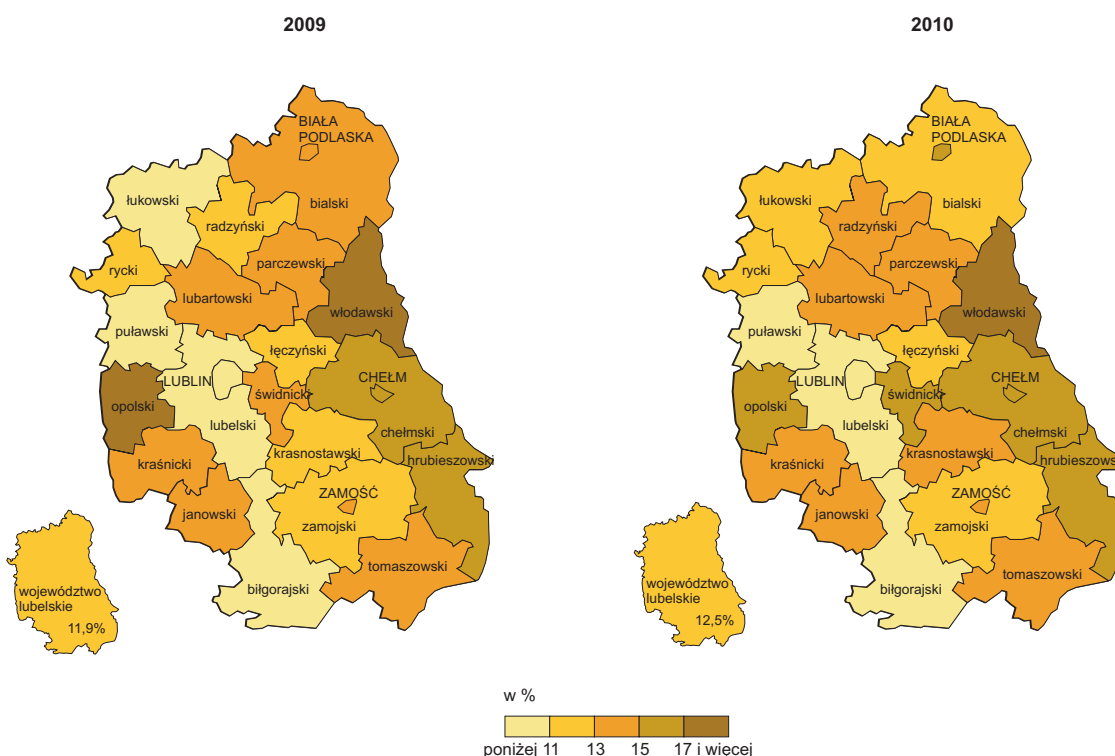 2009
BIAŁA
PODLASKA
łukowski
bialski
radzyński
rycki
parczewski
lubartowski
włodawski
puławski
łęczyński
LUBLIN
CHEŁM
opolski
świdnicki
lubelski
chełmski
krasnostawski
hrubieszowski
kraśnicki
ZAMOŚĆ
janowski
zamojski
tomaszowski
biłgorajski
województwo
lubelskie
11,9%
2010
BIAŁA
PODLASKA
łukowski
bialski
radzyński
rycki
parczewski
lubartowski
włodawski
puławski
łęczyński
LUBLIN
CHEŁM
opolski
świdnicki
lubelski
chełmski
krasnostawski
hrubieszows
kraśnicki
ZAMOŚĆ
janowski
zamojski
tomaszowski
biłgorajski
województwo
lubelskie
12,5%
w %
poniżej 11 13 15 17 i więcej